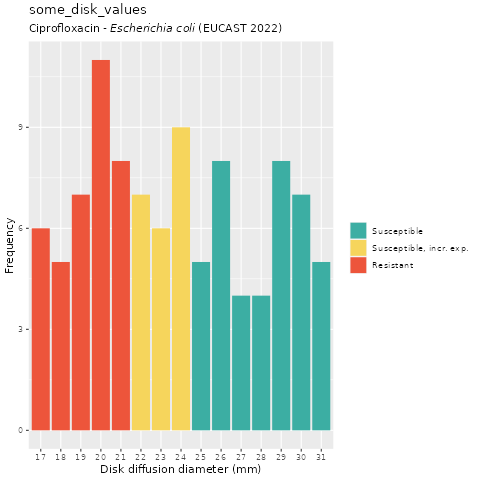 some_disk_values
Ciprofloxacin - Escherichia coli (EUCAST 2022)
Frequency
9
6
3
0
17 18 19 20 21 22 23 24 25 26 27 28 29 30 31
Disk diffusion diameter (mm)
Susceptible
Susceptible, incr. exp.
Resistant